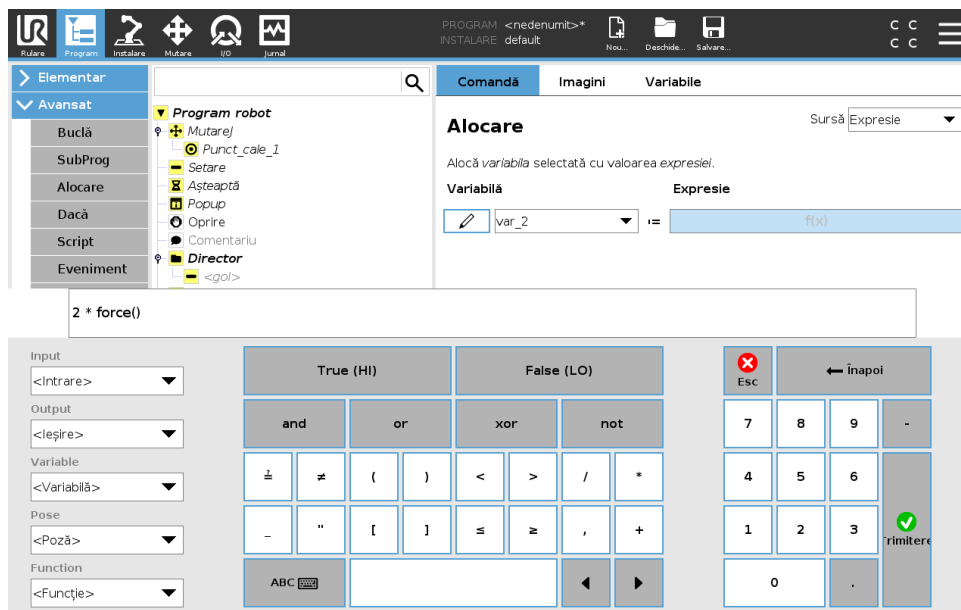 PROGRAM <nedenumit>*
INSTALARE default
Rulare
Program
Instalare
Mutare
I/O
Jurnal
Nou...
Deschide...
Salvare...
C C
C C
Elementar
Avansat
Buclă
SubProg
Alocare
Dacă
Script
Eveniment
Program robot
MutareJ
Punct_cale_1
Setare
Așteaptă
Popup
Oprire
Comentariu
Director
<gol>
Comandă
Imagini
Variabile
Alocare
Sursă Expresie
Alocă variabila selectată cu valoarea expresiei.
Variabilă
Expresie
var_2
:=
f(x)
2 * force()
Input
<Intrare>
Output
<Ieșire>
Variable
<Variabilă>
Pose
<Poză>
Function
<Funcție>
True (HI)
False (LO)
and
or
xor
not
≟ ≠ ( ) < > / *
_ " [ ] ≤ ≥ , +
ABC
Esc
Înapoi
7 8 9 -
4 5 6
1 2 3
Trimitere
0 .